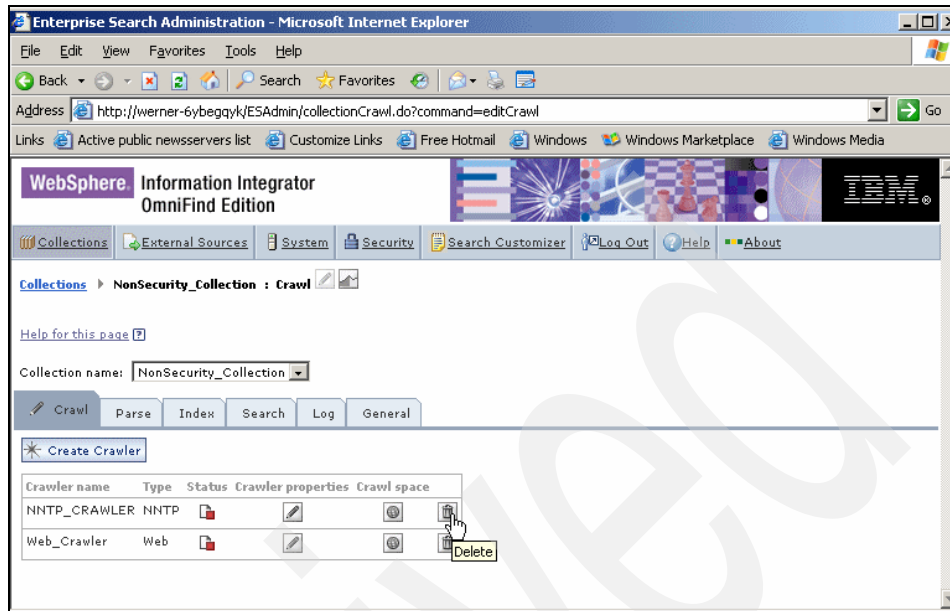 Enterprise Search Administration - Microsoft Internet Explorer
File Edit View Favorites Tools Help
Back Search Favorites
Address http://werner-6ybegqyk/ESAdmin/collectionCrawl.do?command=editCrawl Go
Links Active public newsservers list Customize Links Free Hotmail Windows Windows Marketplace Windows Media
WebSphere. Information Integrator
OmniFind Edition
IBM®
Collections External Sources System Security Search Customizer Log Out Help About
Collections NonSecurity_Collection : Crawl
Help for this page ?
Collection name: NonSecurity_Collection
Crawl Parse Index Search Log General
Create Crawler
Crawler name Type Status Crawler properties Crawl space
NNTP_CRAWLER NNTP
Web_Crawler Web
Delete